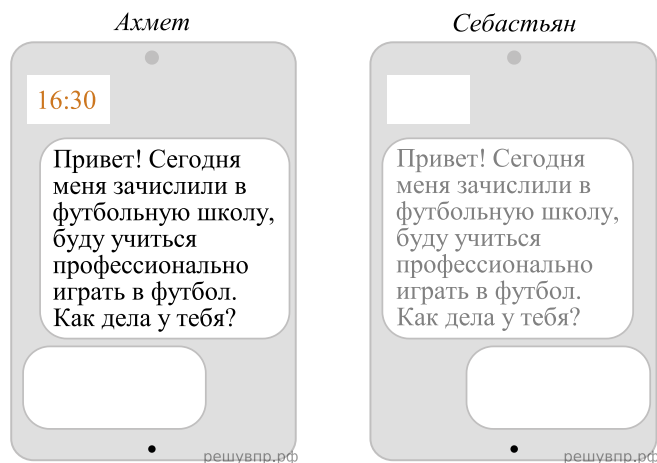 Ахмет
16:30
Привет! Сегодня
меня зачислили в
футбольную школу,
буду учиться
профессионально
играть в футбол.
Как дела у тебя?
решувпр.рф
Себастьян
Привет! Сегодня
меня зачислили в
футбольную школу,
буду учиться
профессионально
играть в футбол.
Как дела у тебя?
решувпр.рф